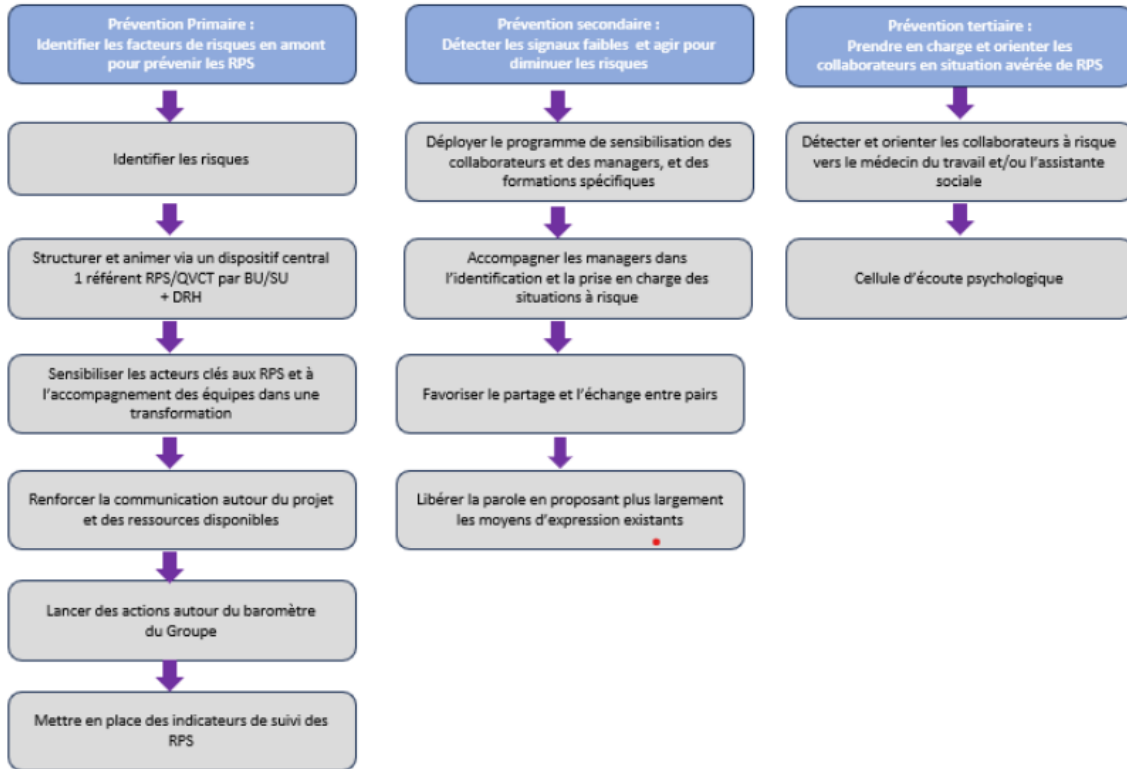 Prévention Primaire :
Identifier les facteurs de risques en amont
pour prévenir les RPS
Identifier les risques
Structurer et animer via un dispositif central
1 référent RPS/QVCT par BU/SU
+ DRH
Sensibiliser les acteurs clés aux RPS et à
l'accompagnement des équipes dans une
transformation
Renforcer la communication autour du projet
et des ressources disponibles
Lancer des actions autour du baromètre
du Groupe
Mettre en place des indicateurs de suivi des
RPS
Prévention secondaire :
Détecter les signaux faibles et agir pour
diminuer les risques
Déployer le programme de sensibilisation des
collaborateurs et des managers, et des
formations spécifiques
Accompagner les managers dans
l'identification et la prise en charge des
situations à risque
Favoriser le partage et l'échange entre pairs
Libérer la parole en proposant plus largement
les moyens d'expression existants
Prévention tertiaire :
Prendre en charge et orienter les
collaborateurs en situation avérée de RPS
Détecter et orienter les collaborateurs à risque
vers le médecin du travail et/ou l'assistante
sociale
Cellule d'écoute psychologique